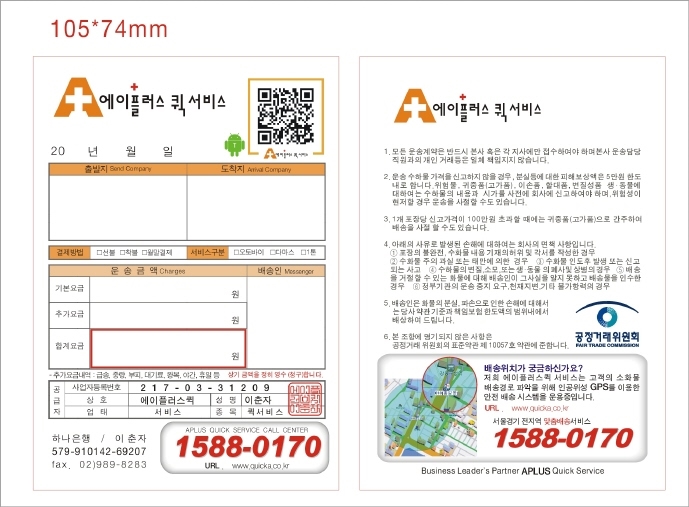 105*74mm
에이플러스 퀵 서비스
에이플러스 퀵 서비스
20 년 월 일
출발지 Send Company
도착지 Arrival Company
결제방법 □선불 □착불 □월말결제 서비스구분 □오토바이 □다마스 □1톤
운 송 금 액 Charges
배송인 Messenger
기본요금 원
추가요금 원
합계요금 원
- 추가요금내역 : 급송, 중량, 부피, 대기료, 왕복, 야간, 휴일 등 상기 금액을 정히 영수 (청구)합니다.
공급자
사업자등록번호 217-03-31209
상 호 에이플러스퀵 성 명 이춘자
업 태 서 비 스 종 목 퀵서비스
하나은행 / 이 춘자
579-910142-69207
fax. 02)989-8283
APLUS QUICK SERVICE CALL CENTER
1588-0170
URL. www.quicka.co.kr
에이플러스 퀵 서비스
1. 모든 운송계약은 반드시 본사 혹은 각 지사에만 접수하여야 하며본사 운송담당
직원과의 개인 거래등은 일체 책임지지 않습니다.
2. 운송 수하물 가격을 신고하지 않을 경우, 분실등에 대한 피해보상액은 5만원 한도
내로 합니다. 위험물, 귀중품(고가품), 이손품, 할대품, 변질성품 생·동물에
대하여는 수하물의 내용과 시가를 사전에 회사에 신고하여야 하며, 위험성이
현저할 경우 운송을 사절할 수도 있습니다.
3. 1개 포장당 신고가격이 100만원 초과할 때에는 귀중품(고가품)으로 간주하여
배송을 사절 할 수도 있습니다.
4. 아래의 사유로 발생된 손해에 대하여는 회사의 면책 사항입니다.
① 포장의 불완전, 수화물 내용 기재의 허위 및 각서를 작성한 경우
② 수화물 주의 과실 또는 태만에 의한 경우 ③ 수화물 인도후 발생 또는 신고
되는 사고 ④ 수화물의 변질, 소모, 또는 생·동물의 폐사및 상병의 경우 ⑤ 배송
을 거절할 수 있는 화물에 대하여 화주(발송인)이 그사실을 알지 못하고 배송물을 인수한
경우 ⑥ 정부기관의 운송 중지 요구, 천재지변, 기타 불가항력의 경우
5. 배송인은 화물의 분실, 파손으로 인한 손해에 대해서
는 당사 약관 기준과 책임보험 한도액의 범위내에서
배상하여 드립니다.
6. 본 조항에 명기되지 않은 사항은
공정거래 위원회의 표준약관 제 10057호 약관에 준합니다.
공정거래위원회
FAIR TRADE COMMISSION
배송위치가 궁금하신가요?
저희 에이플러스퀵 서비스는 고객의 소화물
배송경로 파악을 위해 인공위성 GPS를 이용한
안전 배송 시스템을 운용중입니다.
URL. www.quicka.co.kr
서울경기 전지역 맞춤배송서비스
1588-0170
Business Leader's Partner APLUS Quick Service